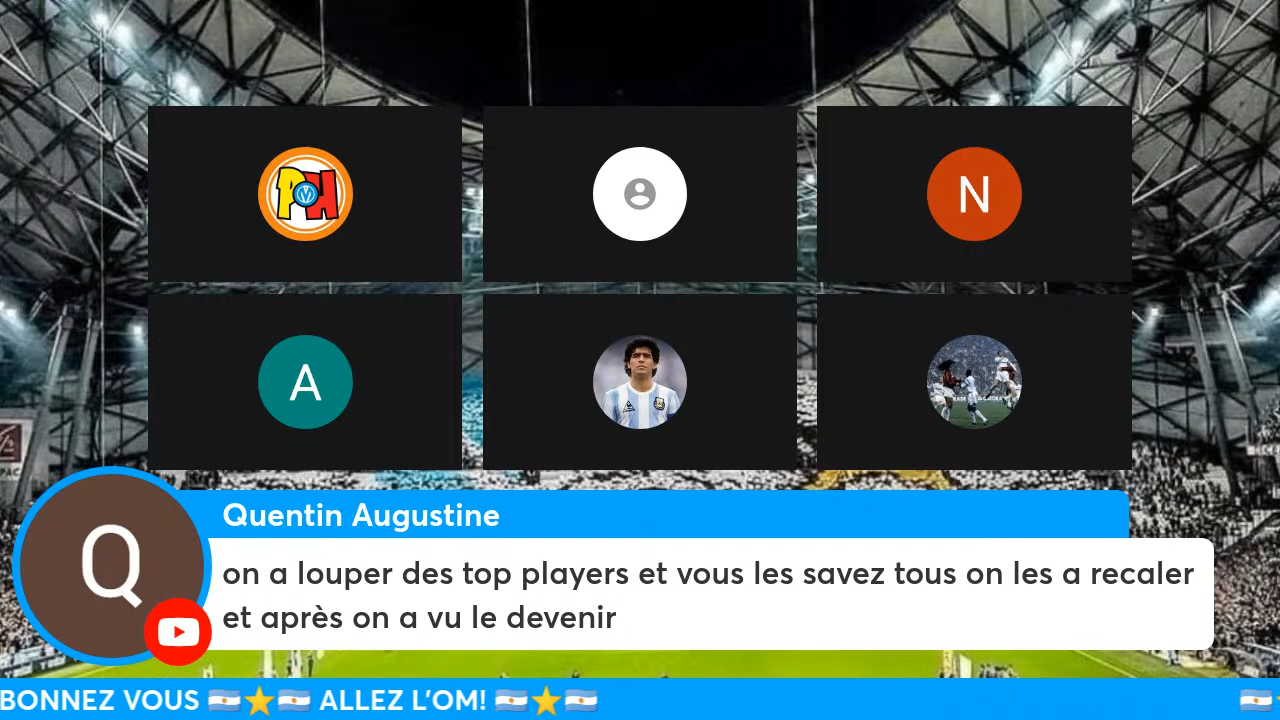 PH
N
A
Q
Quentin Augustine
on a louper des top players et vous les savez tous on les a recaler
et après on a vu le devenir
BONNEZ VOUS 🇦🇷⭐🇦🇷 ALLEZ L'OM! 🇦🇷⭐🇦🇷 🇦🇷